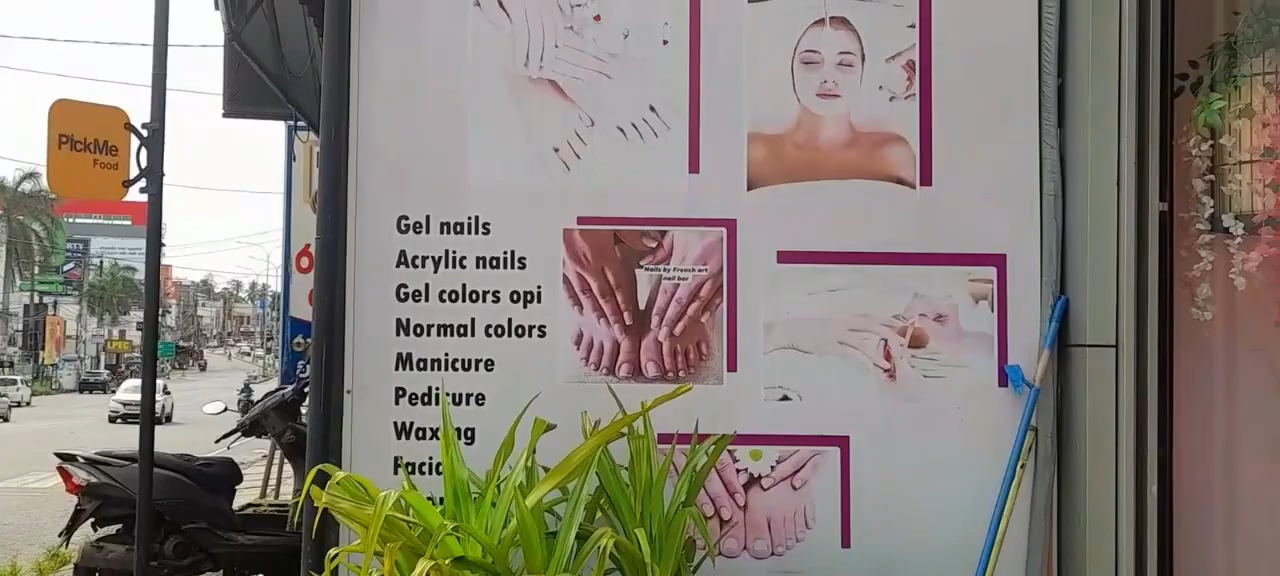 PickMe
Food
LPEC
6
Gel nails
Acrylic nails
Gel colors opi
Normal colors
Manicure
Pedicure
Waxing
Facial
Nails by French art
nail bar